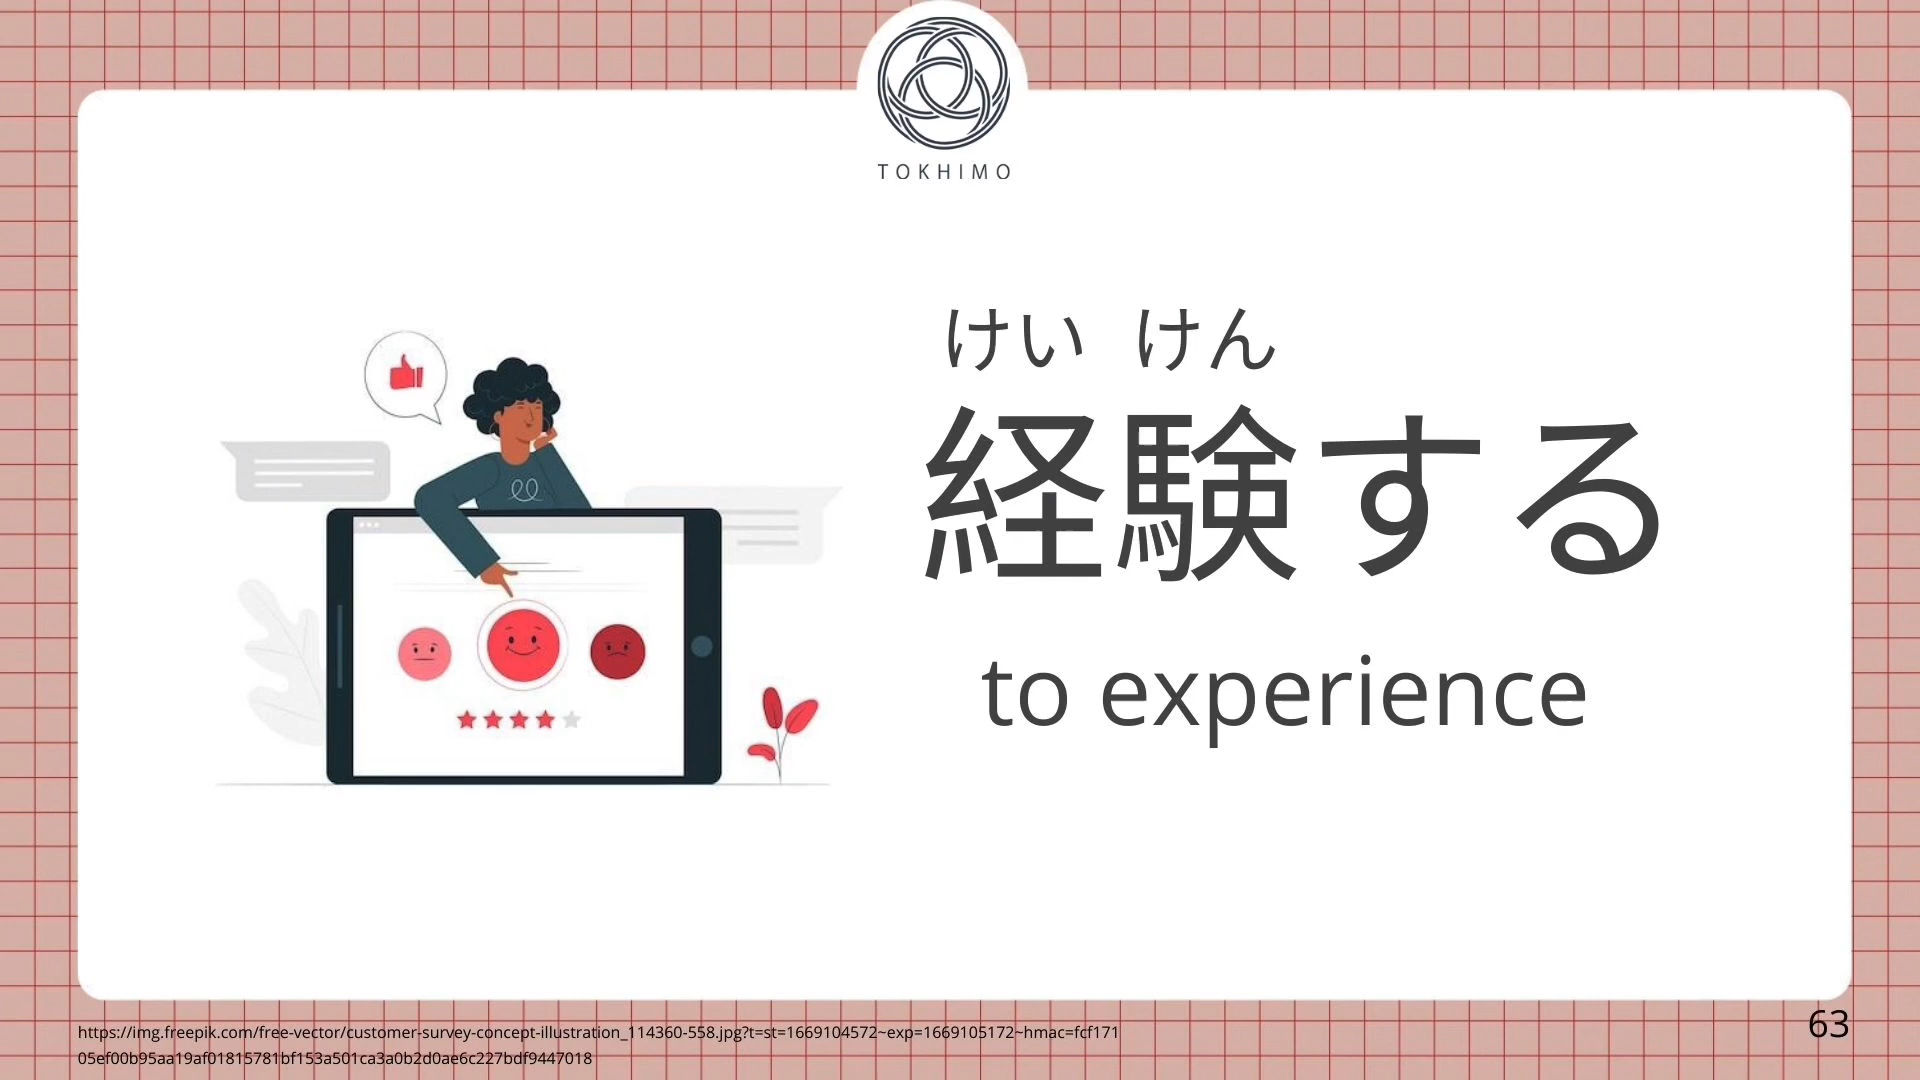 TOKHIMO
けい けん
経験する
to experience
https://img.freepik.com/free-vector/customer-survey-concept-illustration_114360-558.jpg?t=st=1669104572~exp=1669105172~hmac=fcf171
05ef00b95aa19af01815781bf153a501ca3a0b2d0ae6c227bdf9447018
63